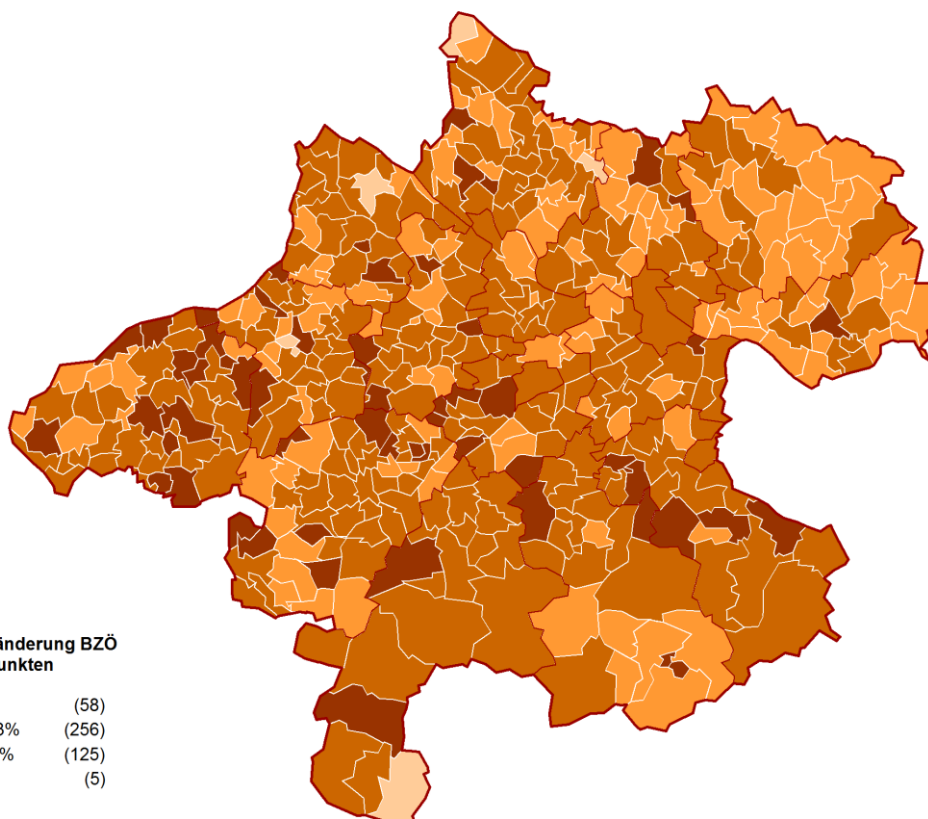 änderung BZÖ
unkten
(58)
3% (256)
% (125)
(5)